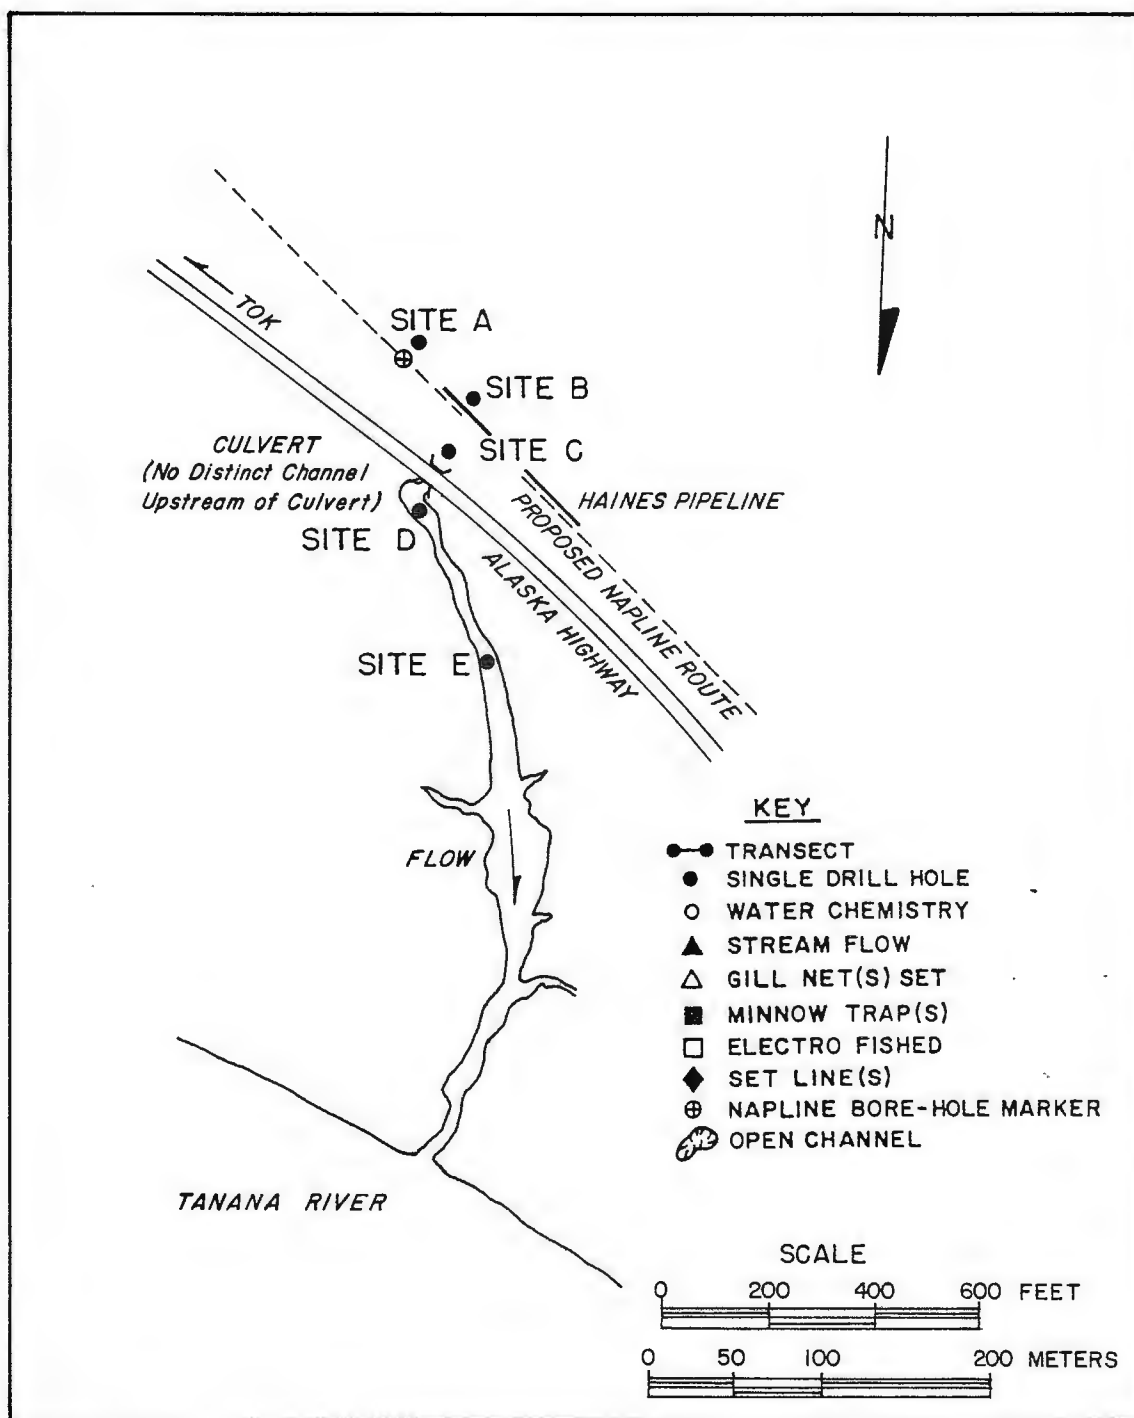 N
TOK
SITE A
SITE B
SITE C
CULVERT
(No Distinct Channel
Upstream of Culvert)
SITE D
HAINES PIPELINE
PROPOSED NAPLINE ROUTE
ALASKA HIGHWAY
SITE E
FLOW
KEY
TRANSECT
SINGLE DRILL HOLE
WATER CHEMISTRY
STREAM FLOW
GILL NET(S) SET
MINNOW TRAP(S)
ELECTRO FISHED
SET LINE(S)
NAPLINE BORE-HOLE MARKER
OPEN CHANNEL
TANANA RIVER
SCALE
0 200 400 600 FEET
0 50 100 200 METERS